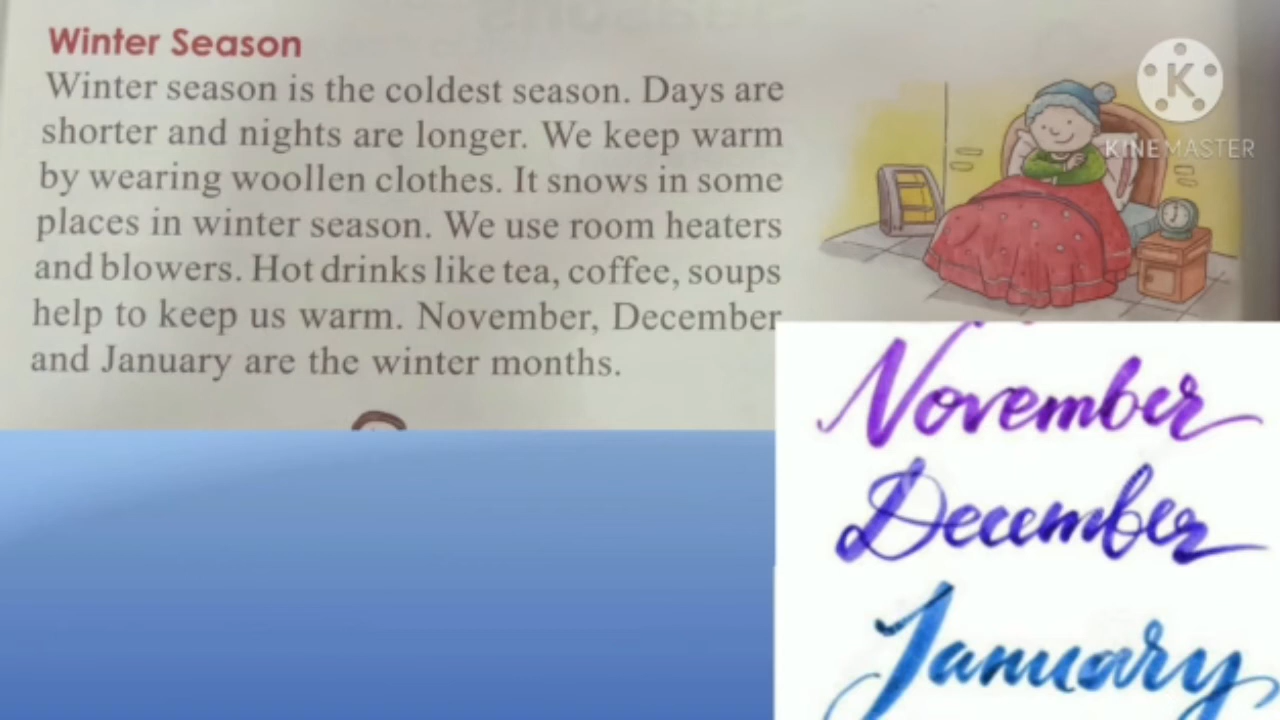 Winter Season
Winter season is the coldest season. Days are
shorter and nights are longer. We keep warm
by wearing woollen clothes. It snows in some
places in winter season. We use room heaters
and blowers. Hot drinks like tea, coffee, soups
help to keep us warm. November, December
and January are the winter months.
K
KINEMASTER
November
December
January